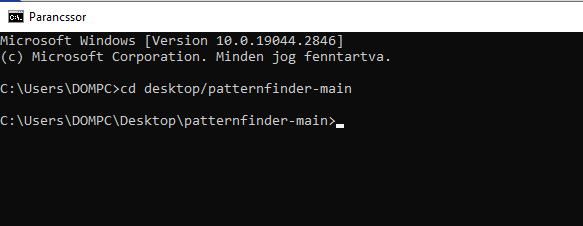 Parancssor
Microsoft Windows [Version 10.0.19044.2846]
(c) Microsoft Corporation. Minden jog fenntartva.
C:\Users\DOMPC>cd desktop/patternfinder-main
C:\Users\DOMPC\Desktop\patternfinder-main>